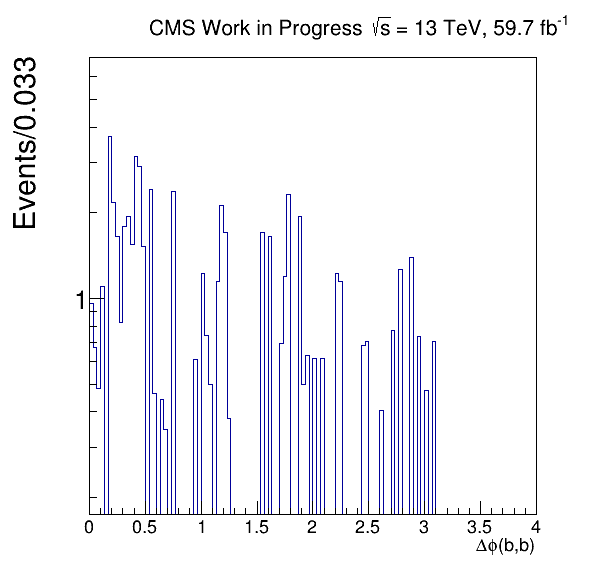 CMS Work in Progress √s = 13 TeV, 59.7 fb⁻¹
Events/0.033
1
0 0.5 1 1.5 2 2.5 3 3.5 4
Δϕ(b,b)